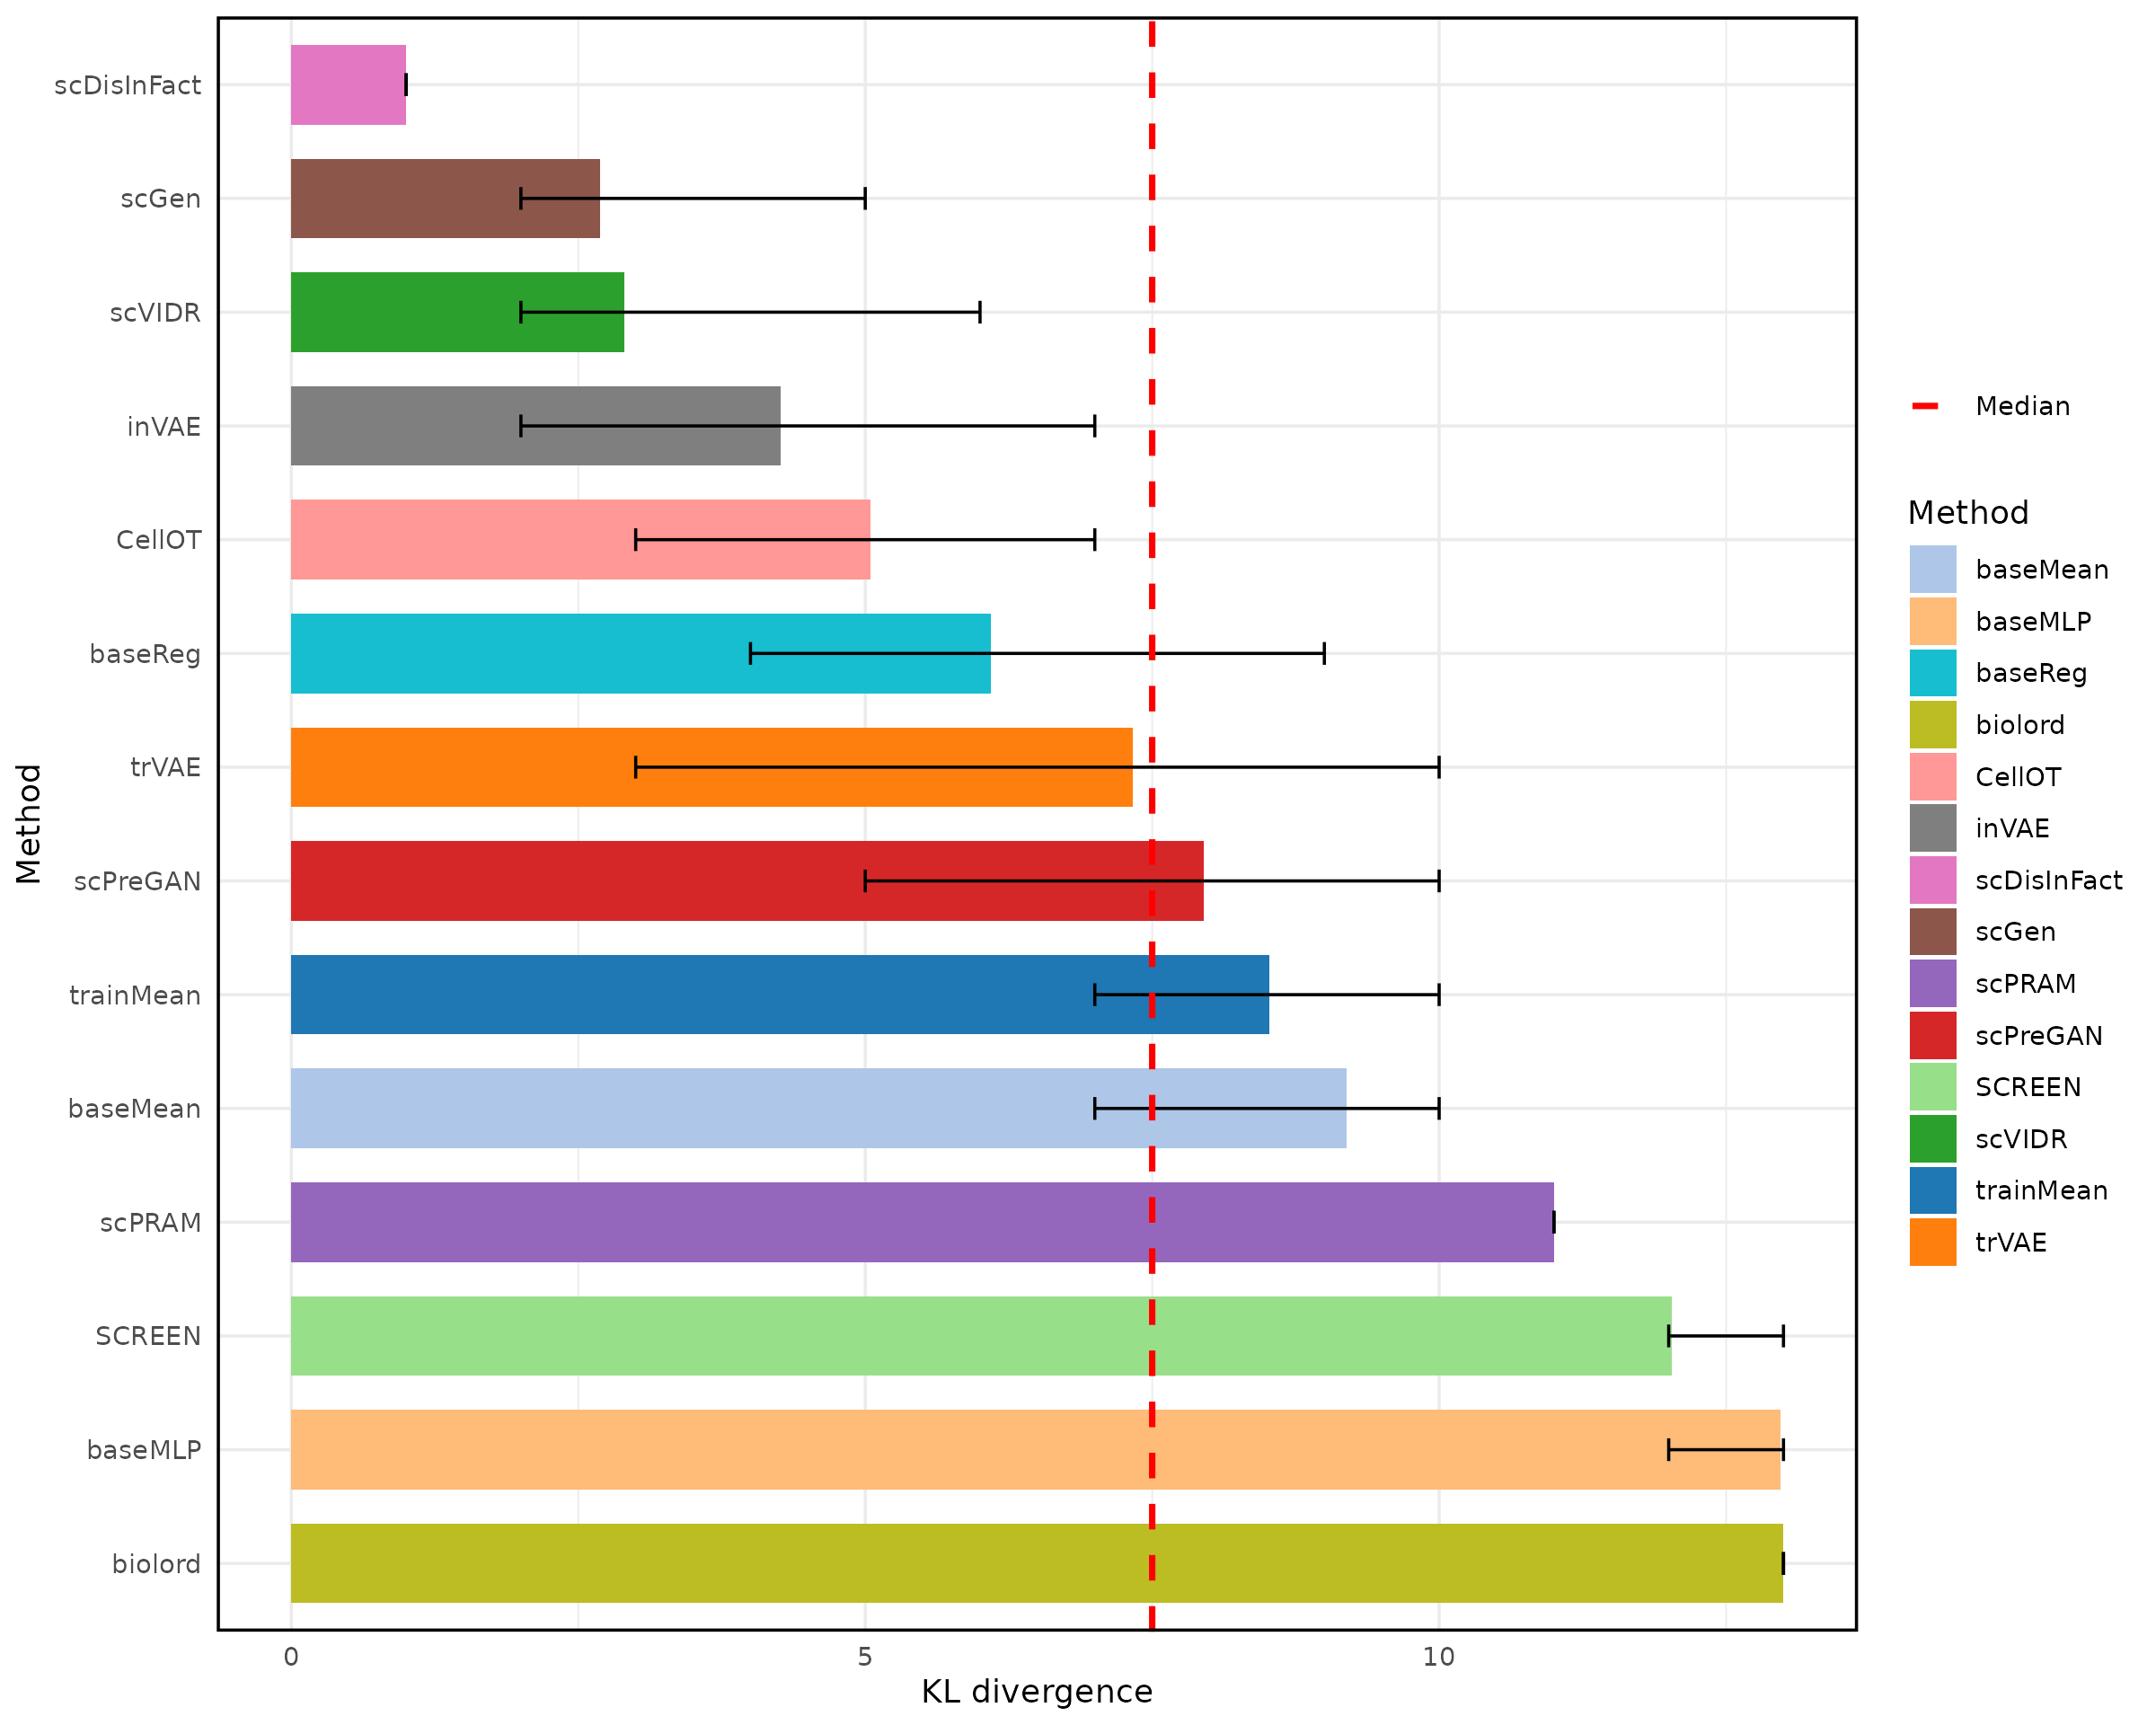 scDisInFact
scGen
scVIDR
inVAE
CellOT
baseReg
trVAE
scPreGAN
trainMean
baseMean
scPRAM
SCREEN
baseMLP
biolord
Method
0 5 10
KL divergence
Median
Method
baseMean
baseMLP
baseReg
biolord
CellOT
inVAE
scDisInFact
scGen
scPRAM
scPreGAN
SCREEN
scVIDR
trainMean
trVAE